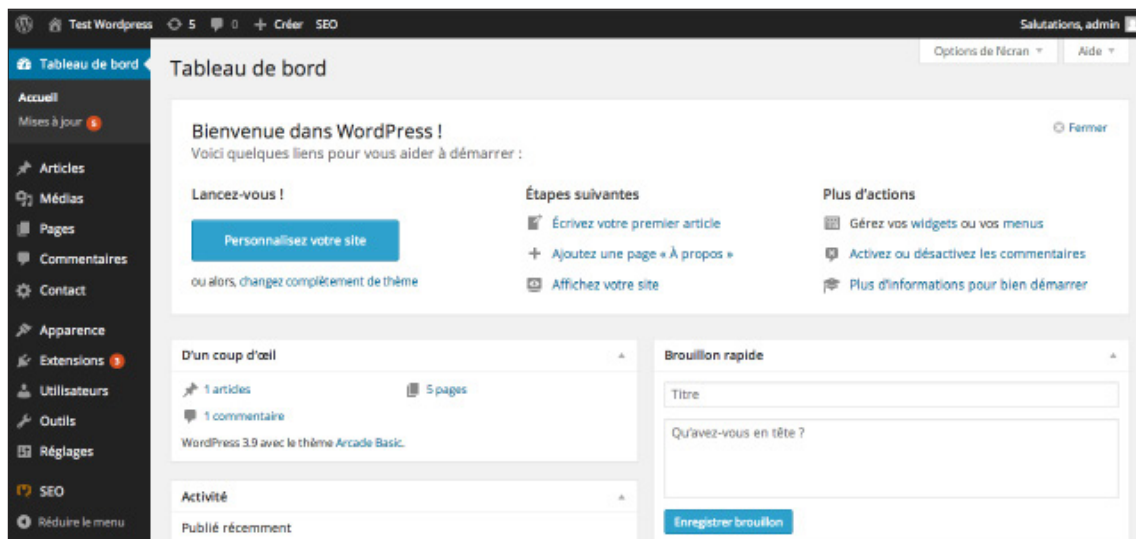 Test Wordpress 5 0 + Créer SEO Salutations, admin
Options de l'écran Aide
Tableau de bord
Accueil
Mises à jour 5
Articles
Médias
Pages
Commentaires
Contact
Apparence
Extensions 3
Utilisateurs
Outils
Réglages
SEO
Réduire le menu
Tableau de bord
Bienvenue dans WordPress !
Fermer
Voici quelques liens pour vous aider à démarrer :
Lancez-vous !
Personnalisez votre site
ou alors, changez complètement de thème
Étapes suivantes
Écrivez votre premier article
Ajoutez une page « À propos »
Affichez votre site
Plus d'actions
Gérez vos widgets ou vos menus
Activez ou désactivez les commentaires
Plus d'informations pour bien démarrer
D'un coup d'œil
1 articles 5 pages
1 commentaire
WordPress 3.9 avec le thème Arcade Basic.
Activité
Publié récemment
Brouillon rapide
Titre
Qu'avez-vous en tête ?
Enregistrer brouillon